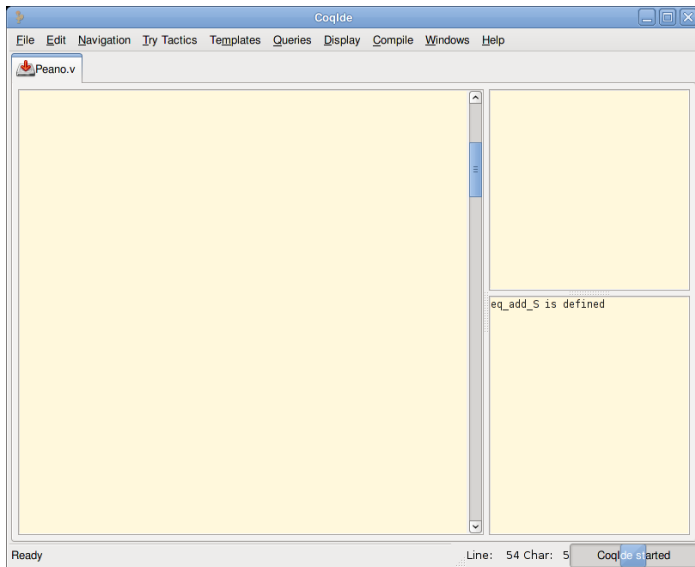 CoqIde
File Edit Navigation Try Tactics Templates Queries Display Compile Windows Help
Peano.v
eq_add_S is defined
Ready
Line: 54 Char: 5
CoqIde started